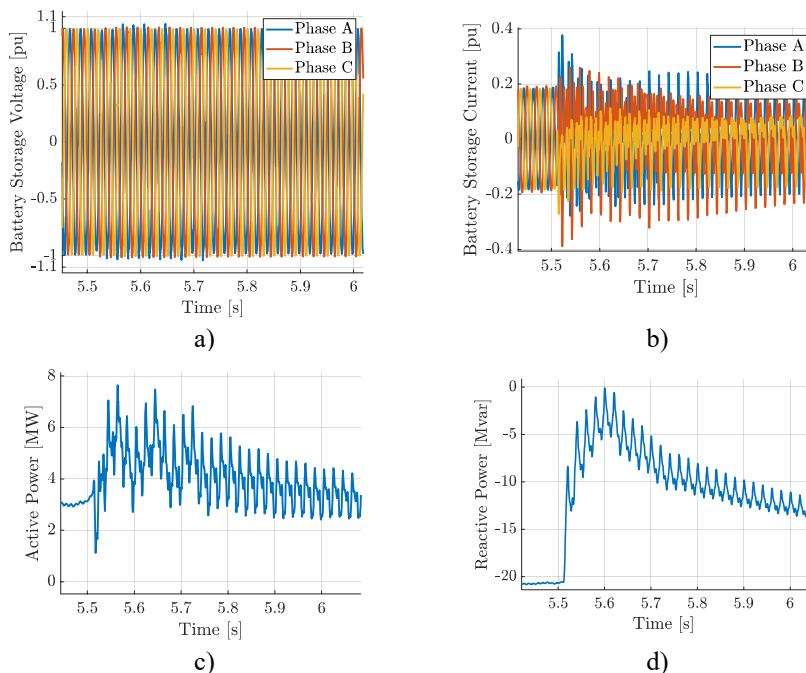 Battery Storage Voltage [pu]
1.1
1
0.5
0
-0.5
-1
-1.1
Phase A
Phase B
Phase C
5.5 5.6 5.7 5.8 5.9 6
Time [s]
a)
Battery Storage Current [pu]
0.4
0.2
0
-0.2
-0.4
Phase A
Phase B
Phase C
5.5 5.6 5.7 5.8 5.9 6
Time [s]
b)
Active Power [MW]
8
6
4
2
0
5.5 5.6 5.7 5.8 5.9 6
Time [s]
c)
Reactive Power [Mvar]
0
-5
-10
-15
-20
5.5 5.6 5.7 5.8 5.9 6
Time [s]
d)